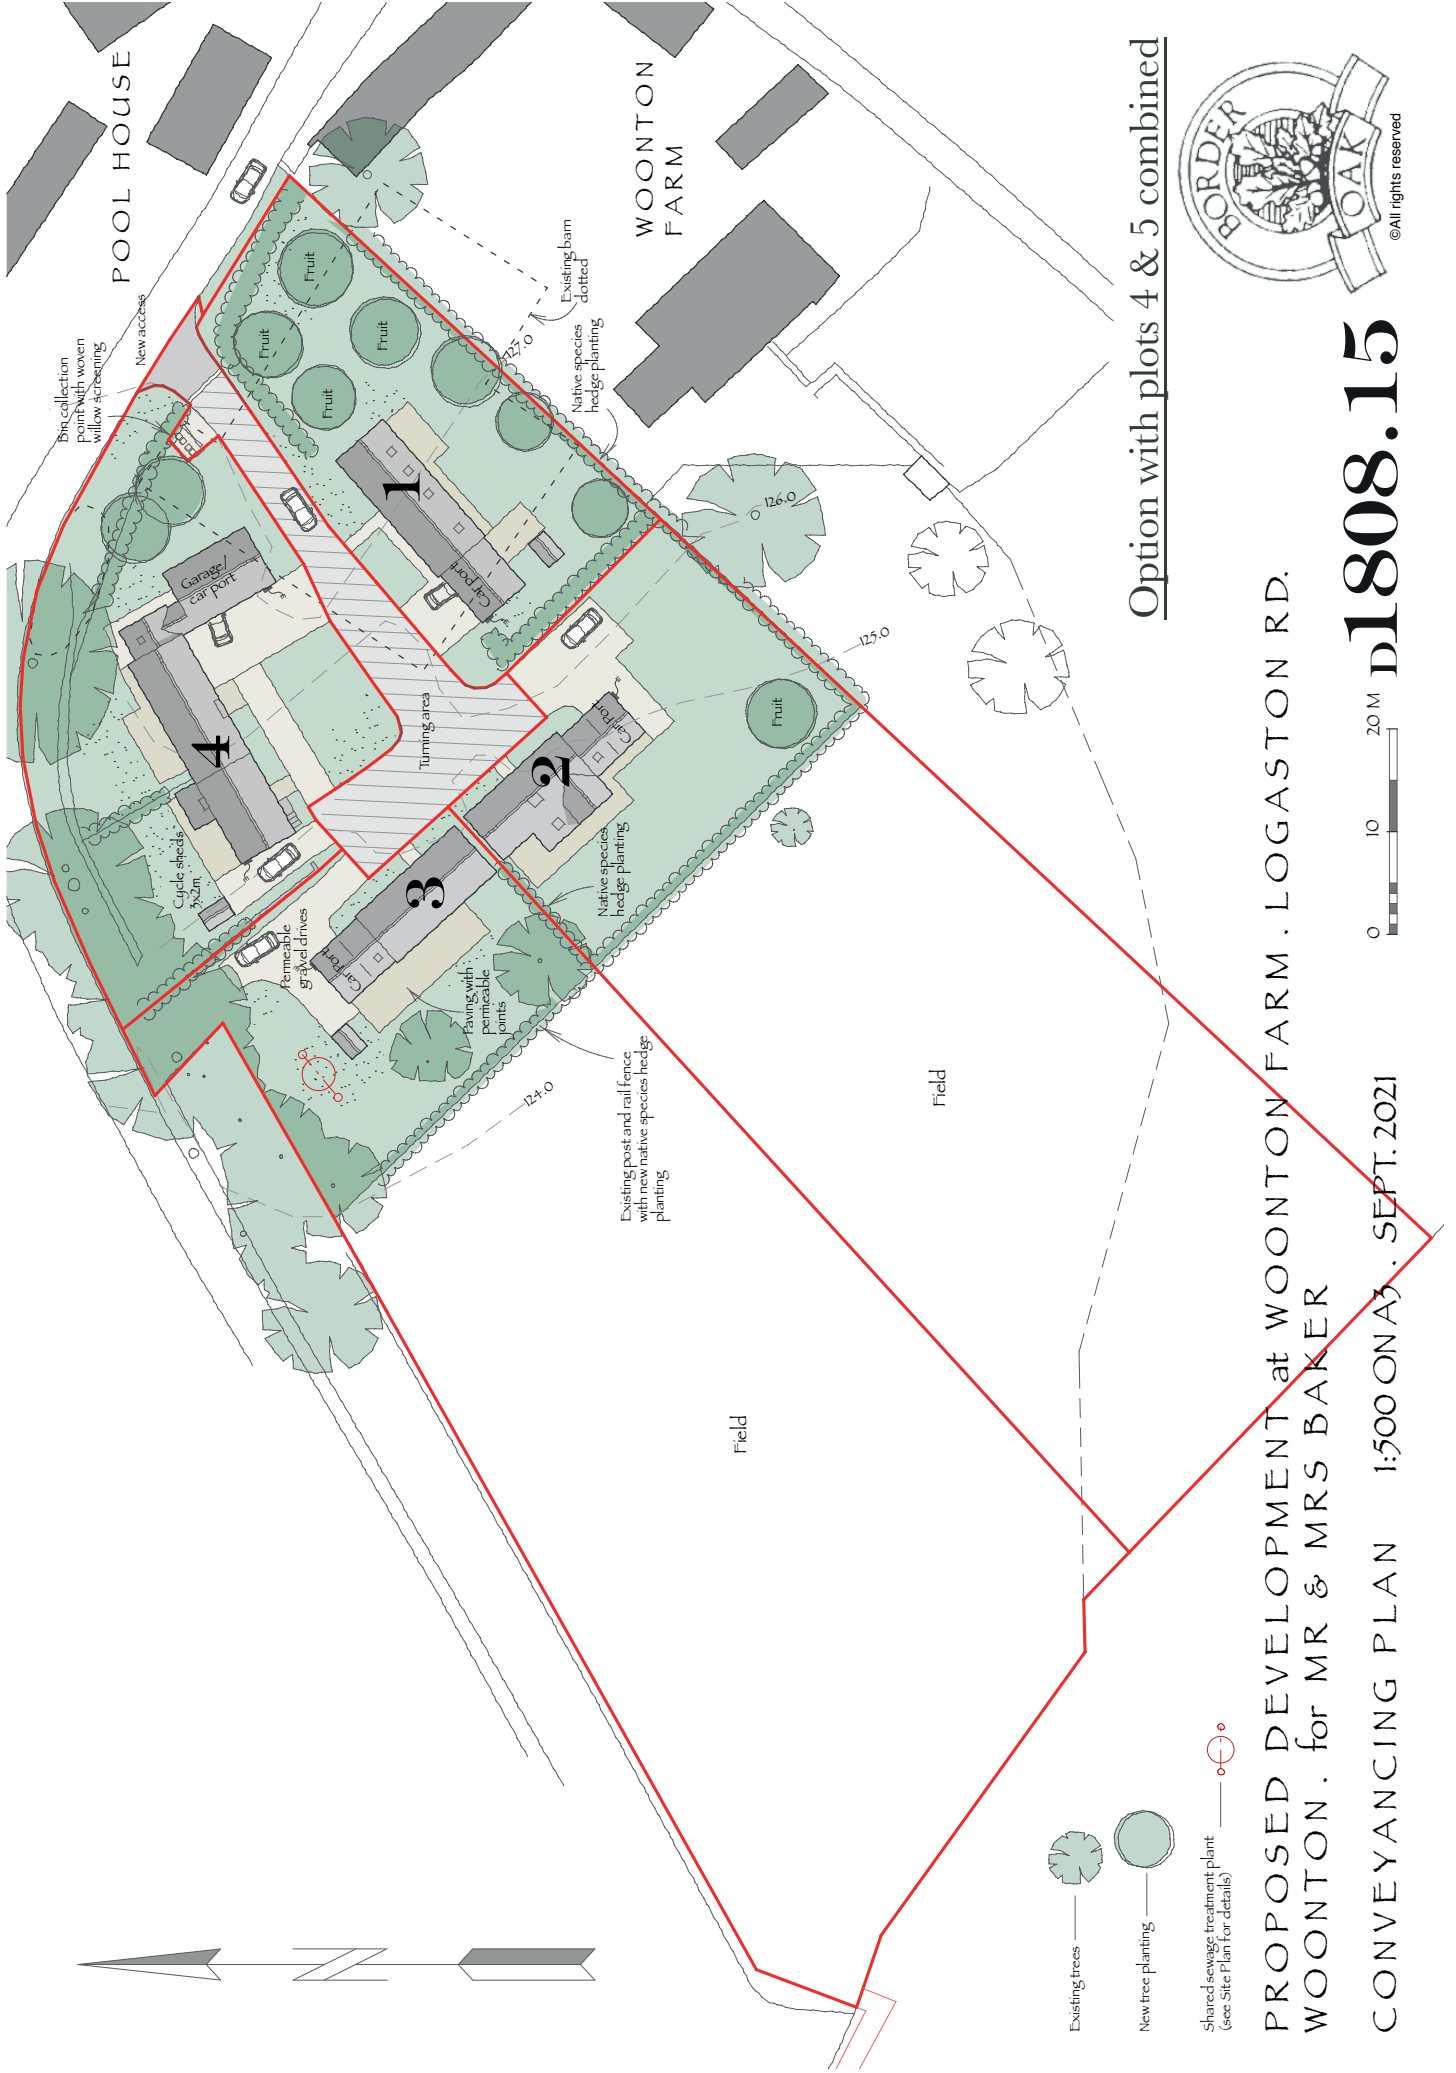 POOL HOUSE
WOONTON
FARM
New access
Bin collection
point with woven
willow screening
Existing barn
dotted
Native species
hedge planting
Fruit
Fruit
Fruit
Fruit
Fruit
127.0
126.0
125.0
124.0
1
Car port
Garage/
car port
4
Turning area
2
Car Port
3
Car Port
Cycle sheds
3x2m
Permeable
gravel drives
Paving with
permeable
joints
Native species
hedge planting
Existing post and rail fence
with new native species hedge
planting
Field
Field
N
Existing trees
New tree planting
Shared sewage treatment plant
(see Site Plan for details)
Option with plots 4 & 5 combined
BORDER
OAK
©All rights reserved
PROPOSED DEVELOPMENT at WOONTON FARM . LOGASTON RD.
WOONTON . for MR & MRS BAKER
CONVEYANCING PLAN 1:500 ON A3 . SEPT. 2021
0 10 20 M
D1808.15